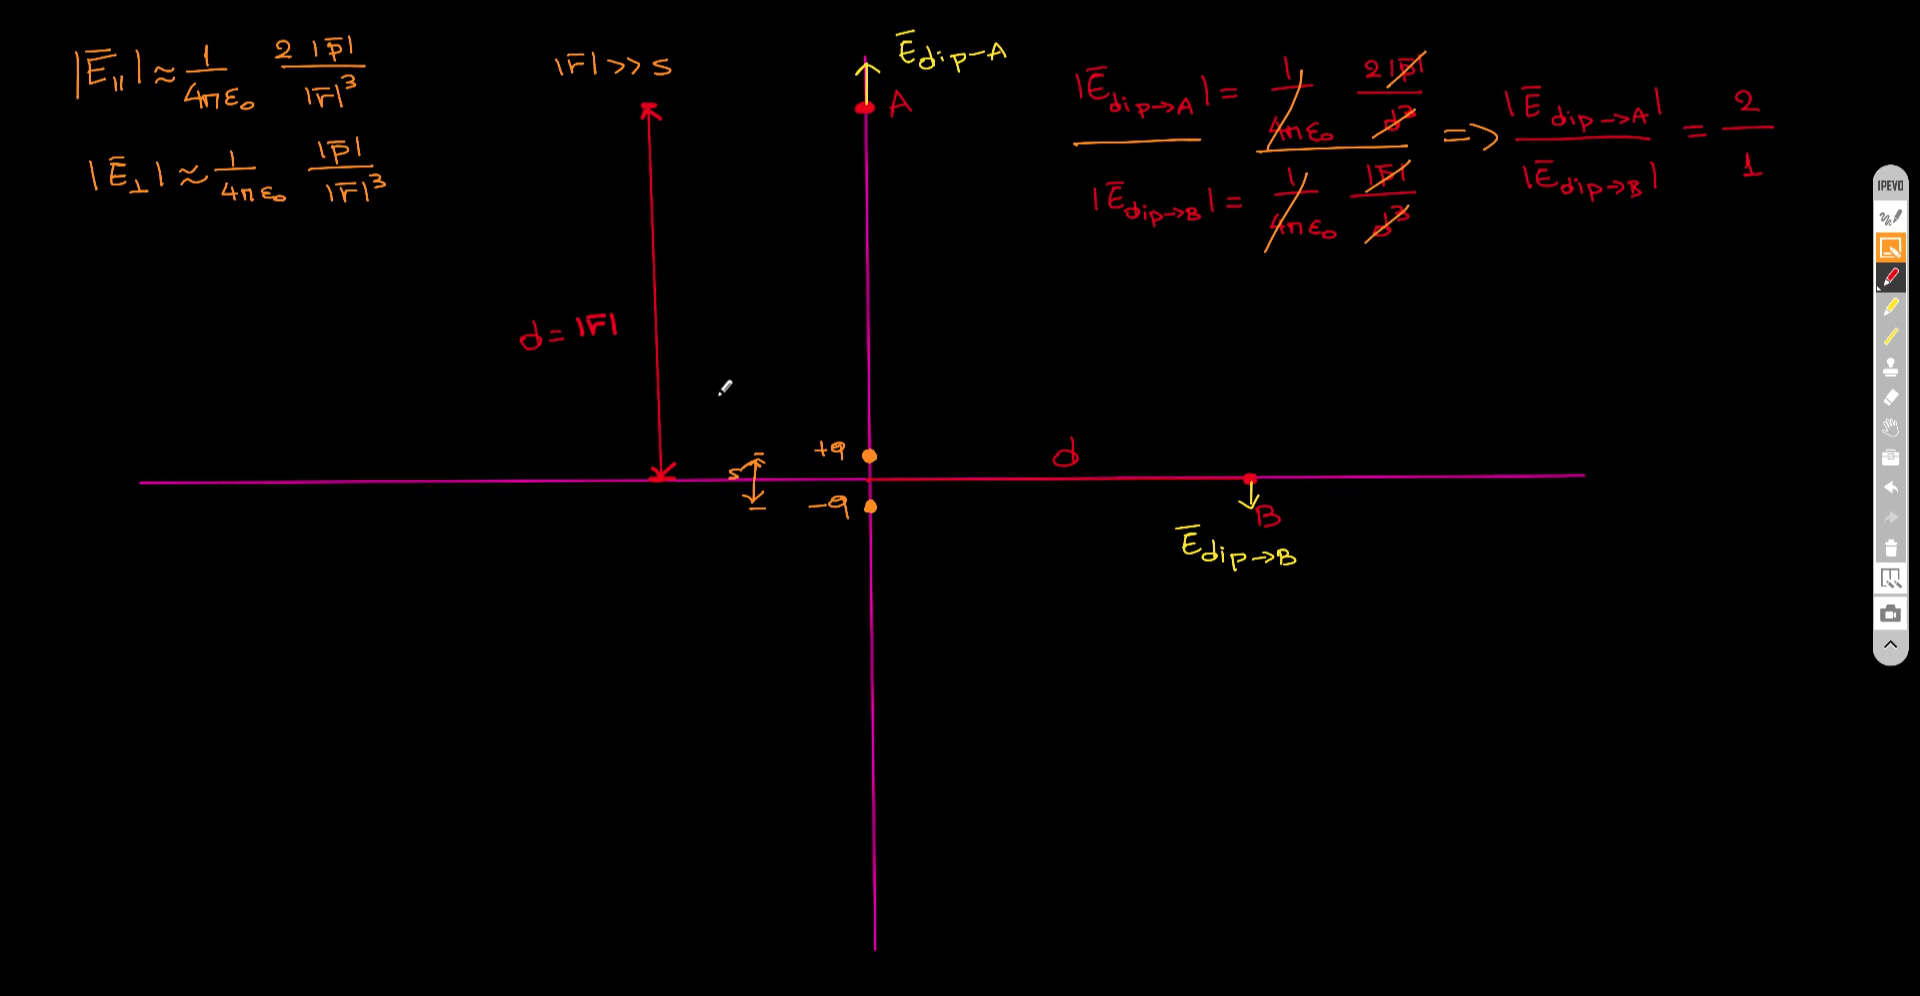 |E̅∥| ≈ 1/4πε₀ 2|p̅|/|r̅|³
|E̅⊥| ≈ 1/4πε₀ |p̅|/|r̅|³
|r̅| >> s
E̅dip-A
A
|E̅dip→A| = 1/4πε₀ 2|p̅|/d³
|E̅dip→B| = 1/4πε₀ |p̅|/d³
=> |E̅dip→A|/|E̅dip→B| = 2/1
d = |r̅|
+q
s
-q
d
B
E̅dip→B
IPEVO